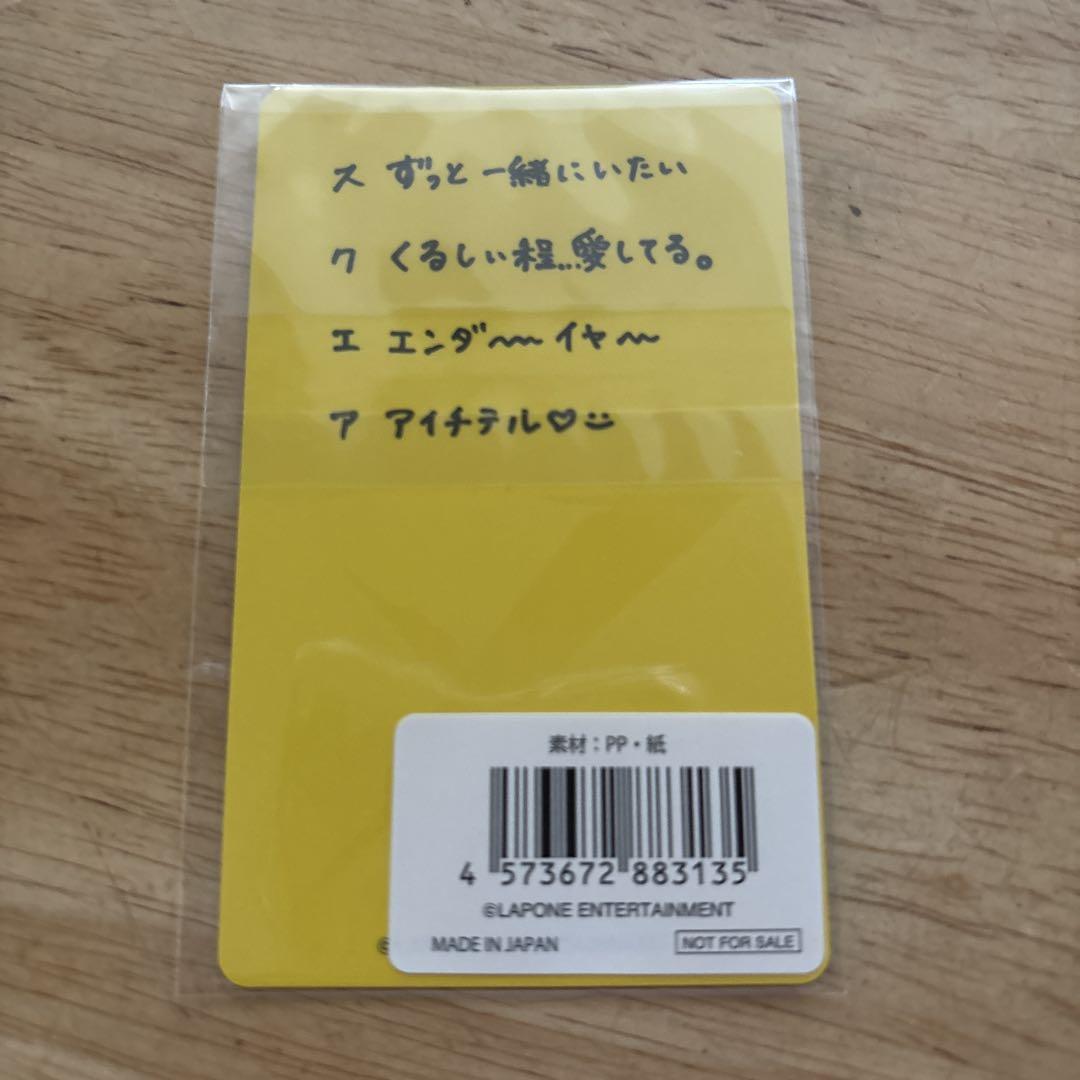 ス ずっと一緒にいたい
ク くるしい程...愛してる。
エ エンダ〜〜イヤ〜
ア アイチテル♡
素材：PP・紙
4 573672 883135
©LAPONE ENTERTAINMENT
MADE IN JAPAN NOT FOR SALE